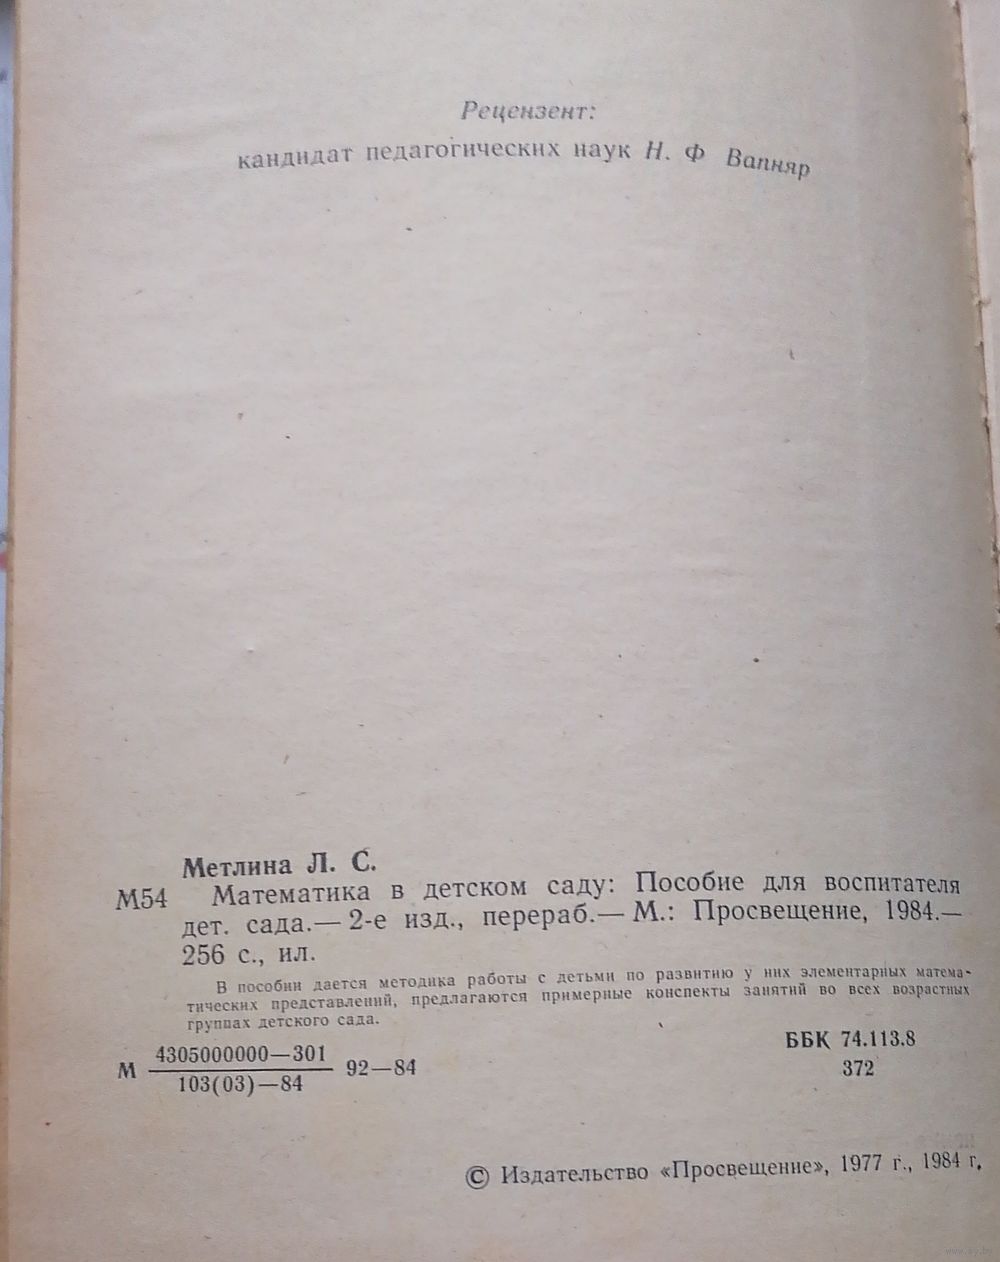 Рецензент:
кандидат педагогических наук Н. Ф Вапняр
Метлина Л. С.
М54 Математика в детском саду: Пособие для воспитателя
дет. сада.— 2-е изд., перераб.— М.: Просвещение, 1984.—
256 с., ил.
В пособии дается методика работы с детьми по развитию у них элементарных матема-
тических представлений, предлагаются примерные конспекты занятий во всех возрастных
группах детского сада.
М 4305000000—301
103(03)—84 92—84
ББК 74.113.8
372
© Издательство «Просвещение», 1977 г., 1984 г.